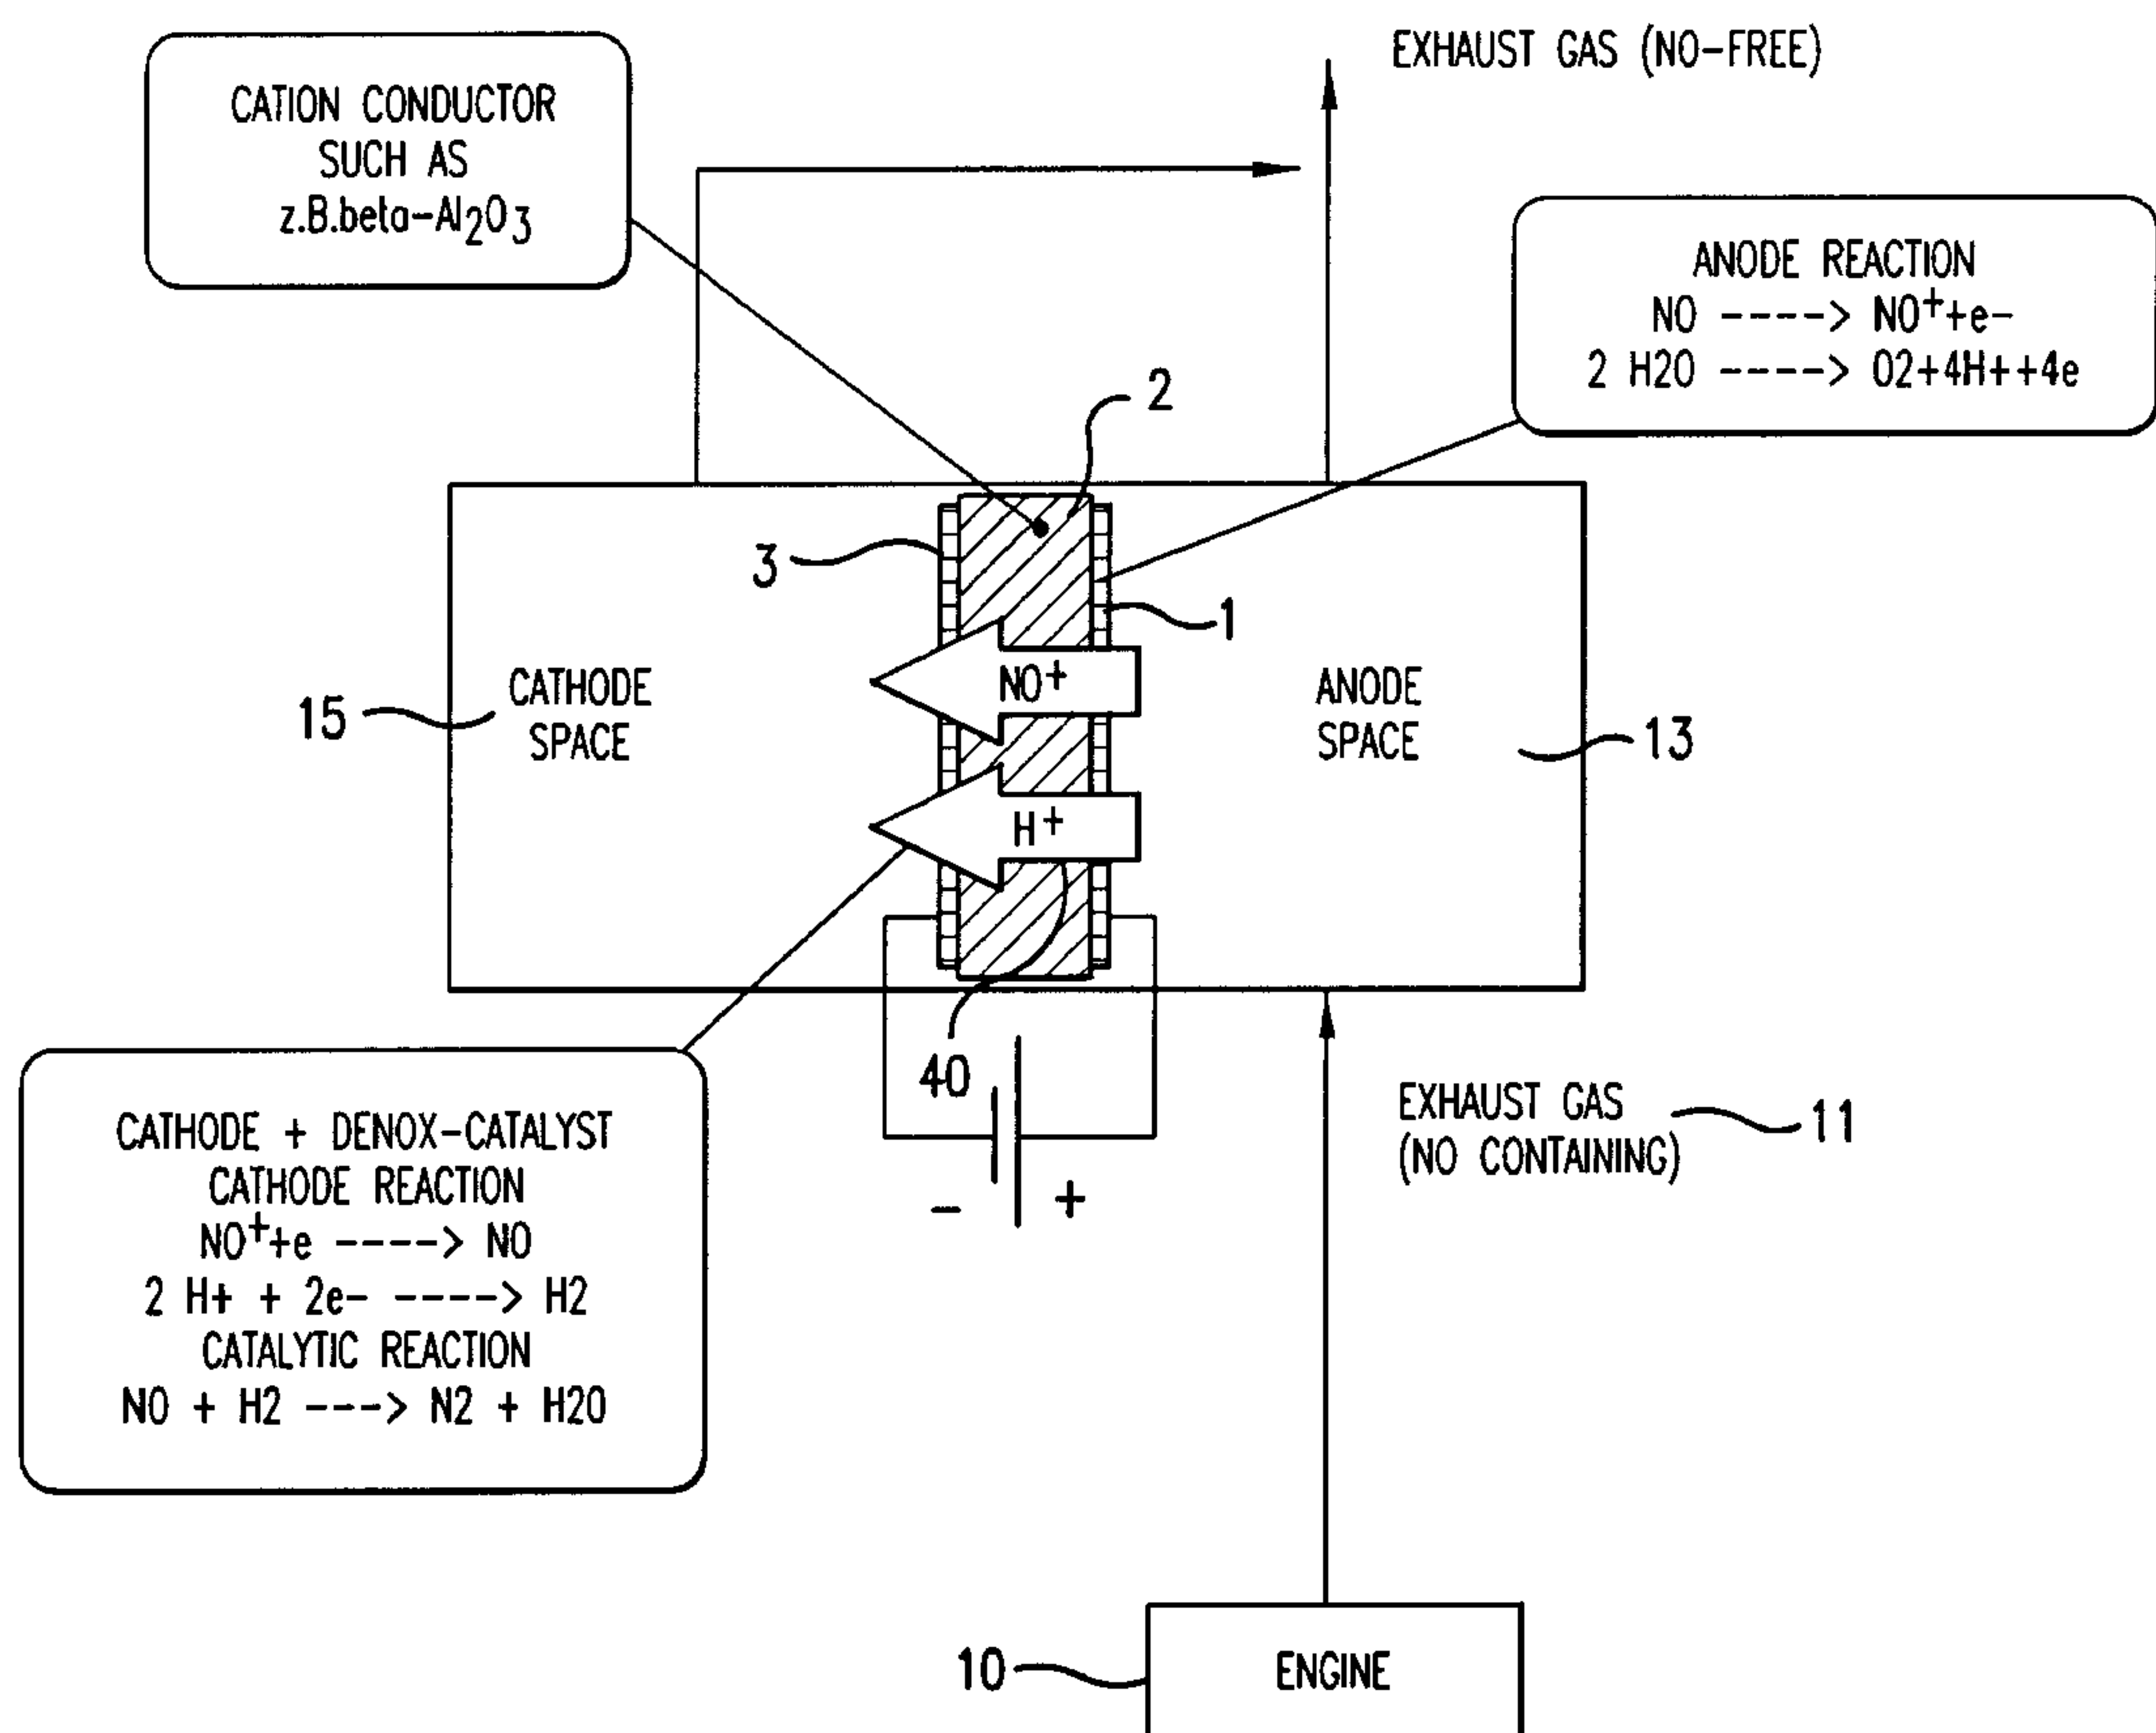 EXHAUST GAS (NO-FREE)
CATION CONDUCTOR
SUCH AS
z.B.beta-Al₂O₃
ANODE REACTION
NO ----> NO⁺+e-
2 H2O ----> O2+4H++4e
2
3
1
NO⁺
CATHODE
SPACE
15
ANODE
SPACE
13
H⁺
40
- +
EXHAUST GAS
(NO CONTAINING)
11
CATHODE + DENOX-CATALYST
CATHODE REACTION
NO⁺+e ----> NO
2 H+ + 2e- ----> H2
CATALYTIC REACTION
NO + H2 ---> N2 + H2O
10
ENGINE